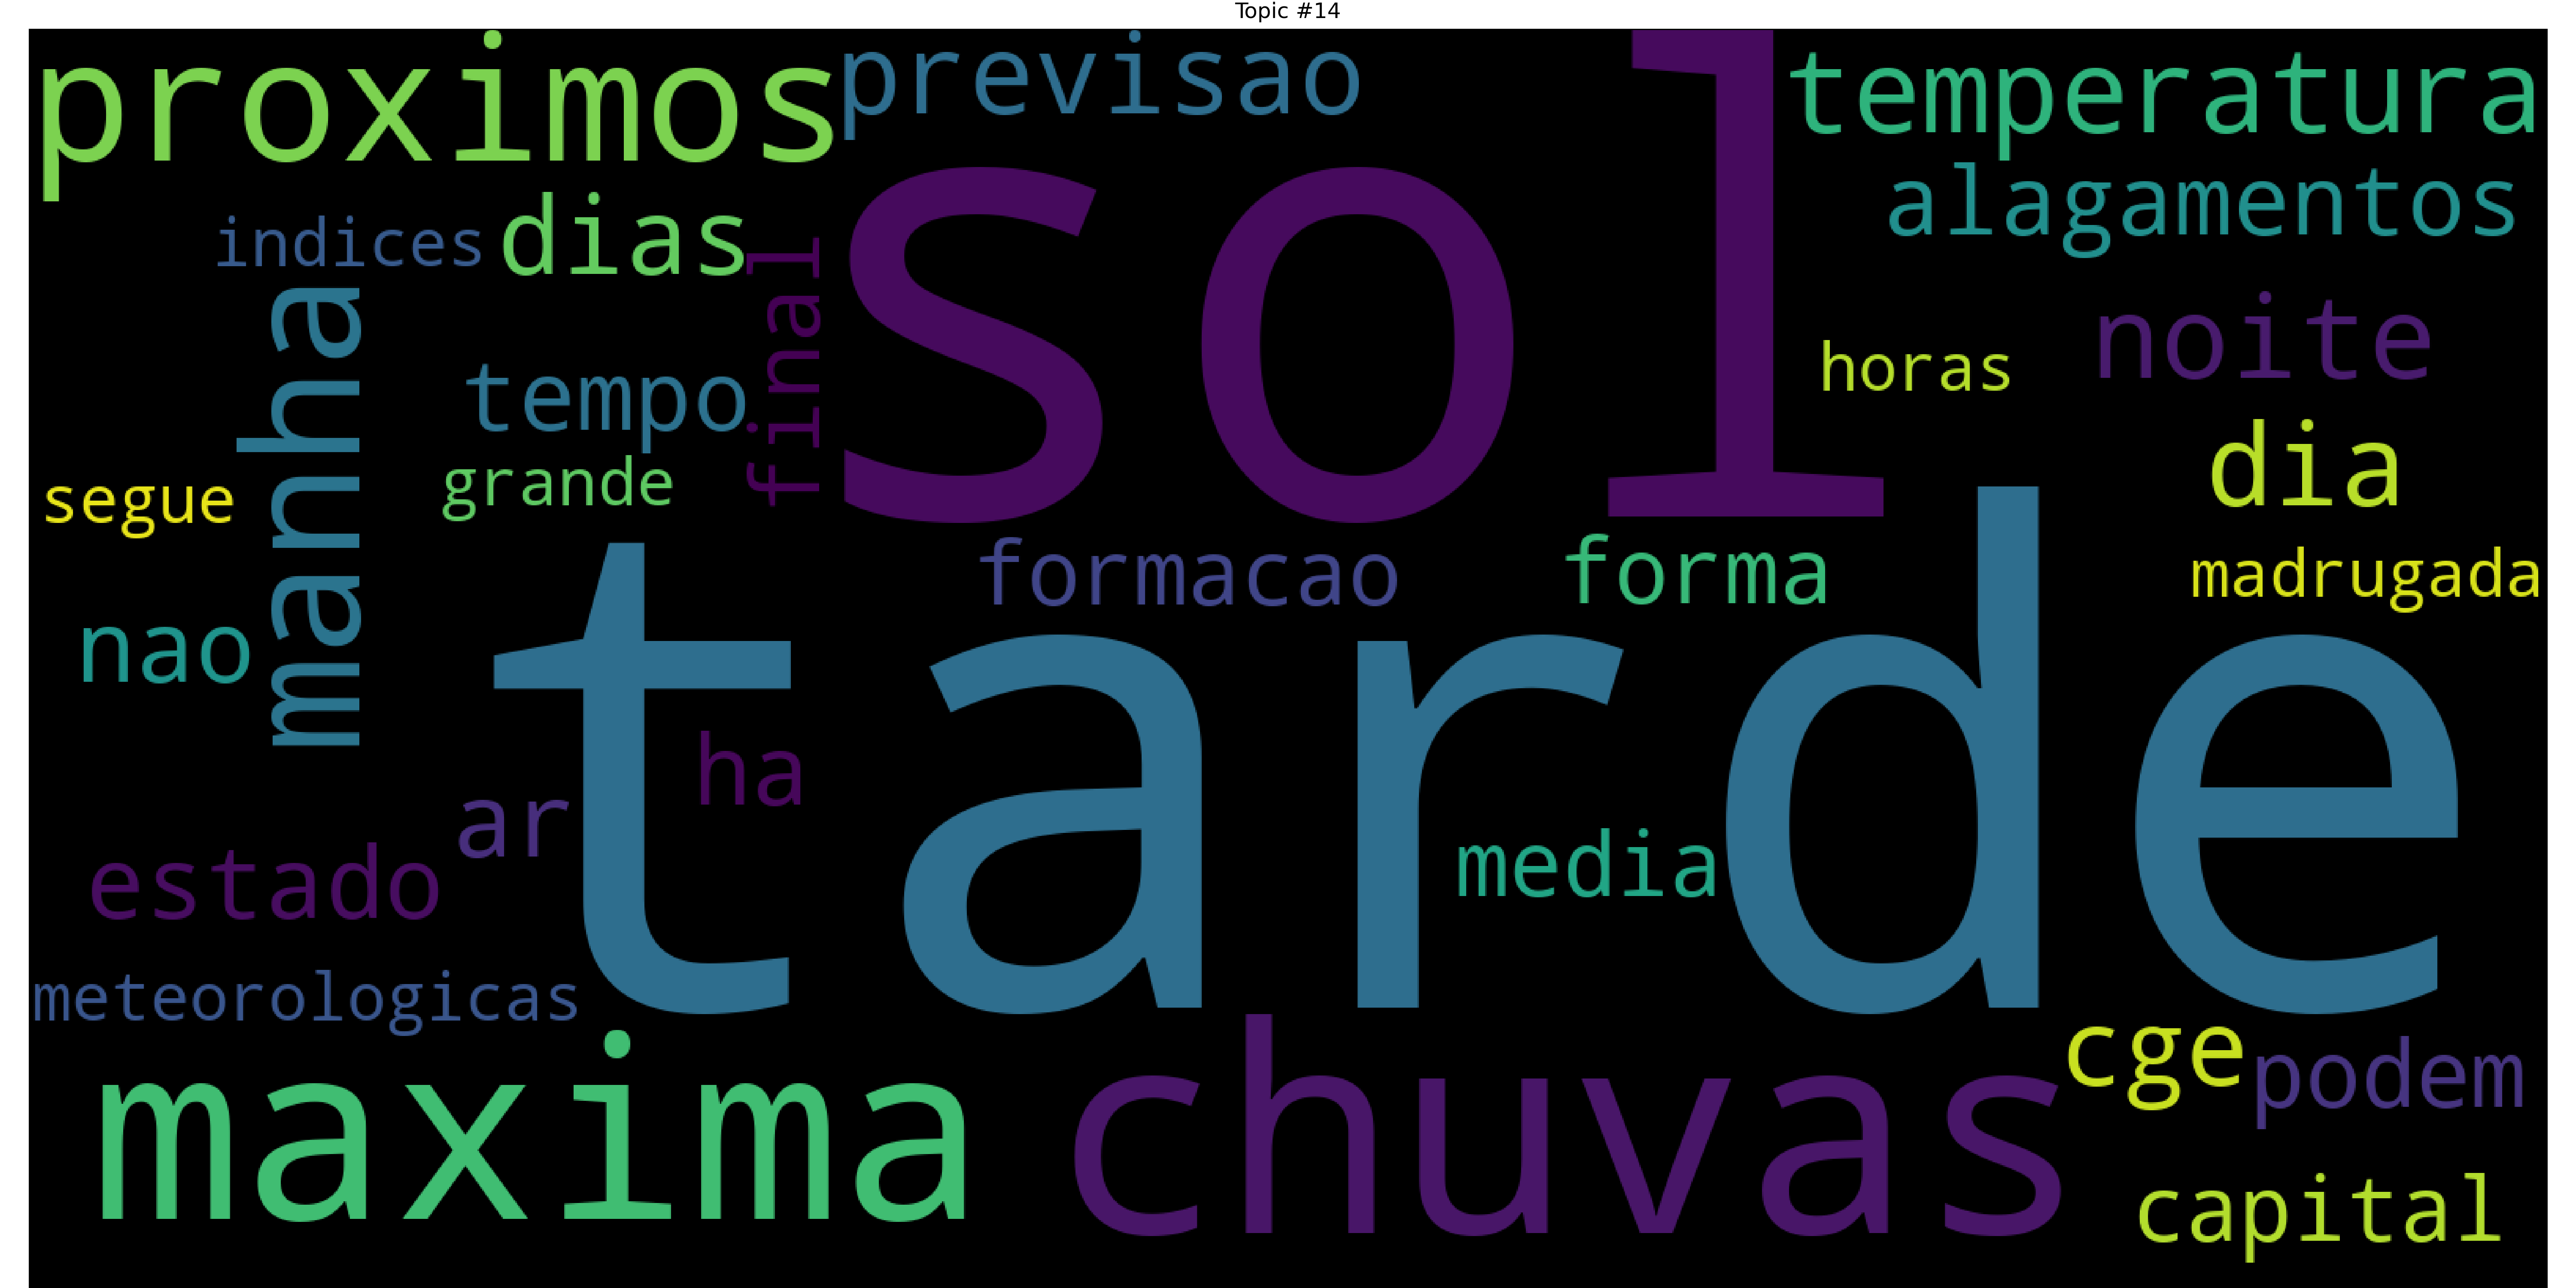 Topic #14
proximos
previsao
sol
temperatura
alagamentos
indices
dias
final
manha
tempo
horas
noite
segue
grande
dia
formacao
forma
madrugada
nao
tarde
ha
ar
media
estado
meteorologicas
maxima
chuvas
cge
podem
capital